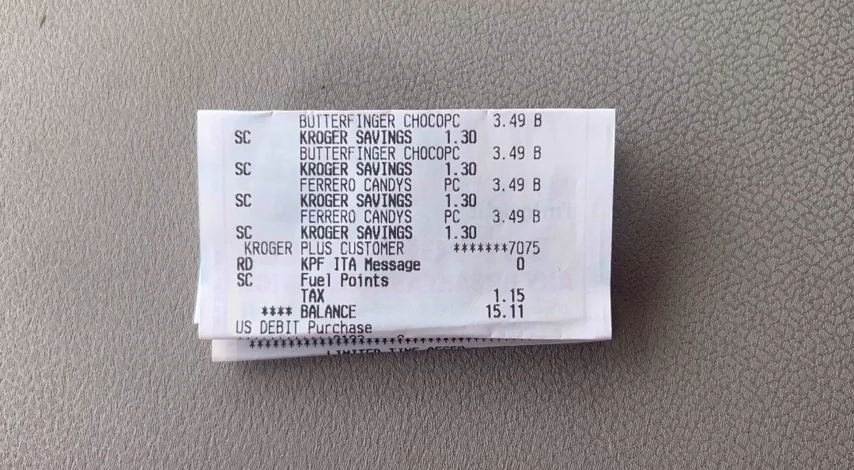 BUTTERFINGER CHOCOPC 3.49 B
SC KROGER SAVINGS 1.30
BUTTERFINGER CHOCOPC 3.49 B
SC KROGER SAVINGS 1.30
FERRERO CANDYS PC 3.49 B
SC KROGER SAVINGS 1.30
FERRERO CANDYS PC 3.49 B
SC KROGER SAVINGS 1.30
KROGER PLUS CUSTOMER *******7075
RD KPF ITA Message 0
SC Fuel Points
TAX 1.15
**** BALANCE 15.11
US DEBIT Purchase
LIMITED TIME OFFER